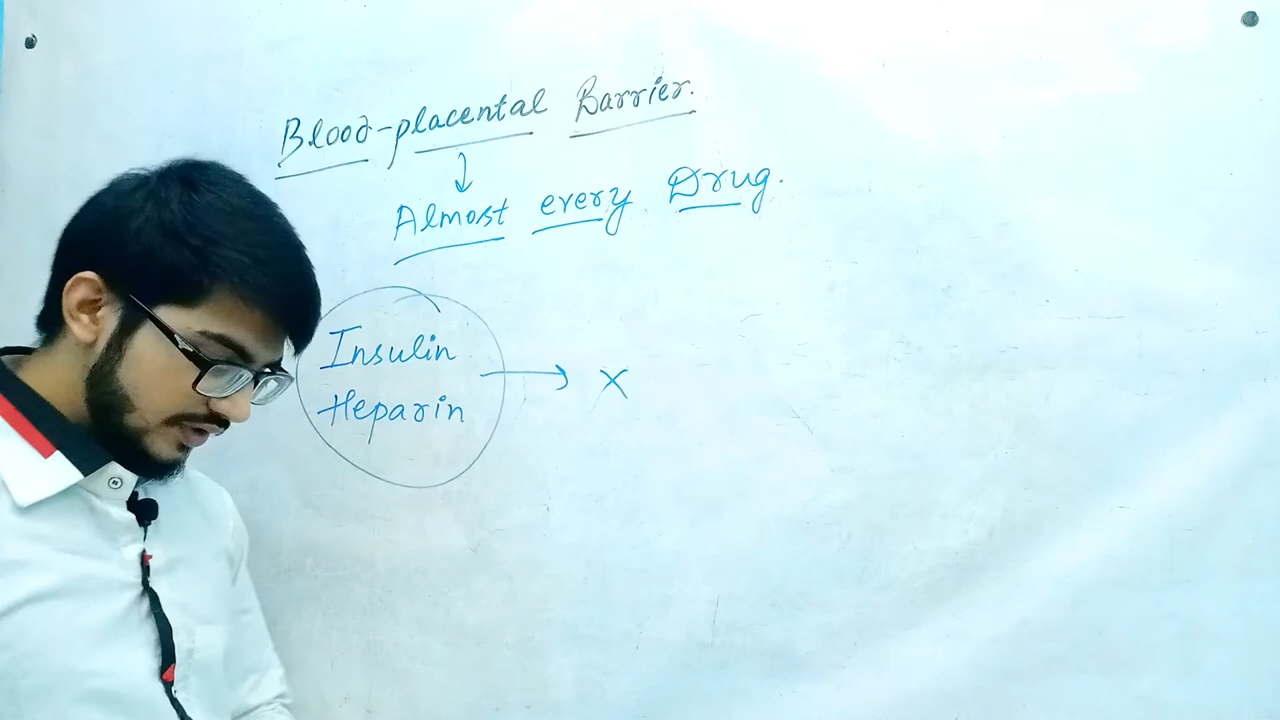 Blood-placental Barrier.
↓
Almost every Drug.
Insulin → X
Heparin